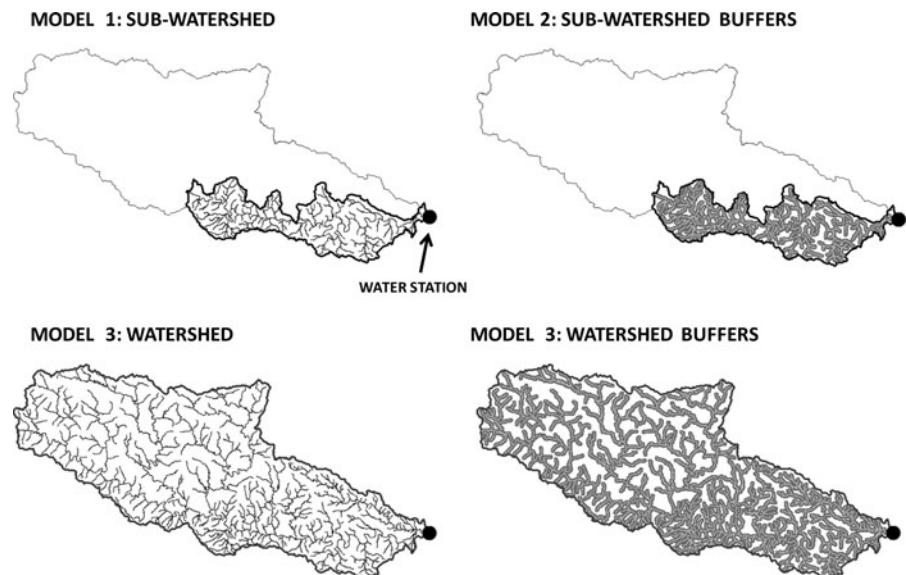 MODEL 1: SUB-WATERSHED
MODEL 2: SUB-WATERSHED BUFFERS
WATER STATION
MODEL 3: WATERSHED
MODEL 3: WATERSHED BUFFERS